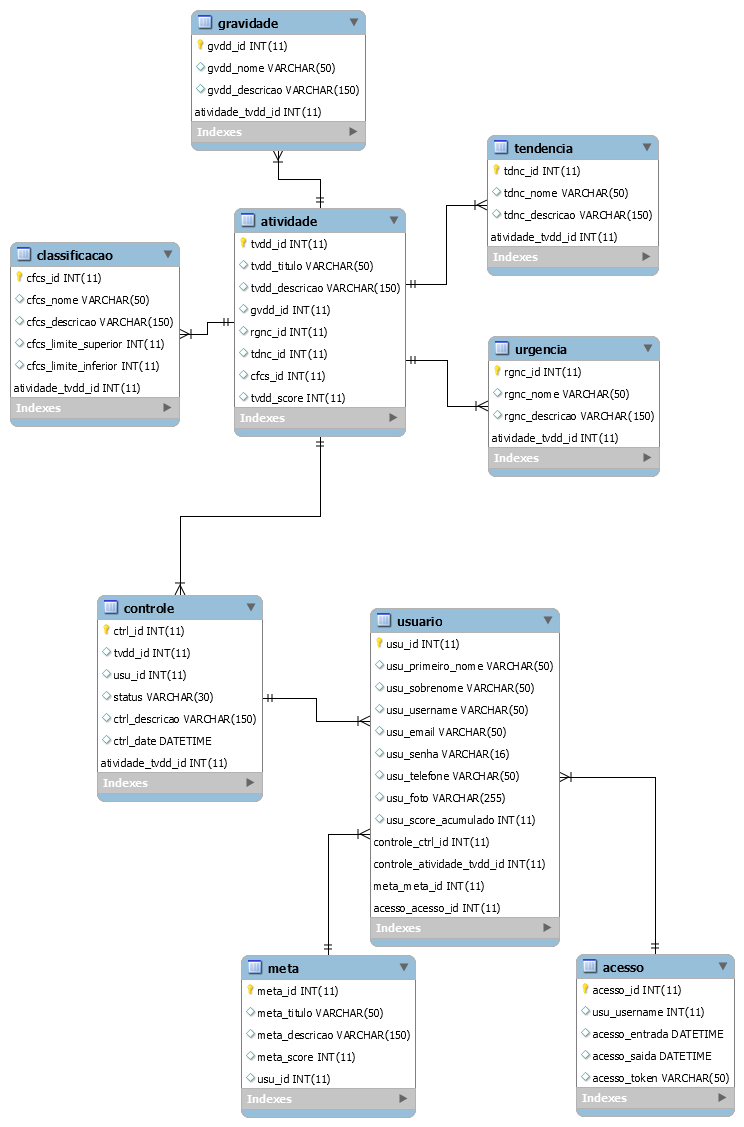 gravidade
gvdd_id INT(11)
gvdd_nome VARCHAR(50)
gvdd_descricao VARCHAR(150)
atividade_tvdd_id INT(11)
Indexes
tendencia
tdnc_id INT(11)
tdnc_nome VARCHAR(50)
tdnc_descricao VARCHAR(150)
atividade_tvdd_id INT(11)
Indexes
atividade
tvdd_id INT(11)
tvdd_titulo VARCHAR(50)
tvdd_descricao VARCHAR(150)
gvdd_id INT(11)
rgnc_id INT(11)
tdnc_id INT(11)
cfcs_id INT(11)
tvdd_score INT(11)
Indexes
classificacao
cfcs_id INT(11)
cfcs_nome VARCHAR(50)
cfcs_descricao VARCHAR(150)
cfcs_limite_superior INT(11)
cfcs_limite_inferior INT(11)
atividade_tvdd_id INT(11)
Indexes
urgencia
rgnc_id INT(11)
rgnc_nome VARCHAR(50)
rgnc_descricao VARCHAR(150)
atividade_tvdd_id INT(11)
Indexes
controle
ctrl_id INT(11)
tvdd_id INT(11)
usu_id INT(11)
status VARCHAR(30)
ctrl_descricao VARCHAR(150)
ctrl_date DATETIME
atividade_tvdd_id INT(11)
Indexes
usuario
usu_id INT(11)
usu_primeiro_nome VARCHAR(50)
usu_sobrenome VARCHAR(50)
usu_username VARCHAR(50)
usu_email VARCHAR(50)
usu_senha VARCHAR(16)
usu_telefone VARCHAR(50)
usu_foto VARCHAR(255)
usu_score_acumulado INT(11)
controle_ctrl_id INT(11)
controle_atividade_tvdd_id INT(11)
meta_meta_id INT(11)
acesso_acesso_id INT(11)
Indexes
meta
meta_id INT(11)
meta_titulo VARCHAR(50)
meta_descricao VARCHAR(150)
meta_score INT(11)
usu_id INT(11)
Indexes
acesso
acesso_id INT(11)
usu_username INT(11)
acesso_entrada DATETIME
acesso_saida DATETIME
acesso_token VARCHAR(50)
Indexes